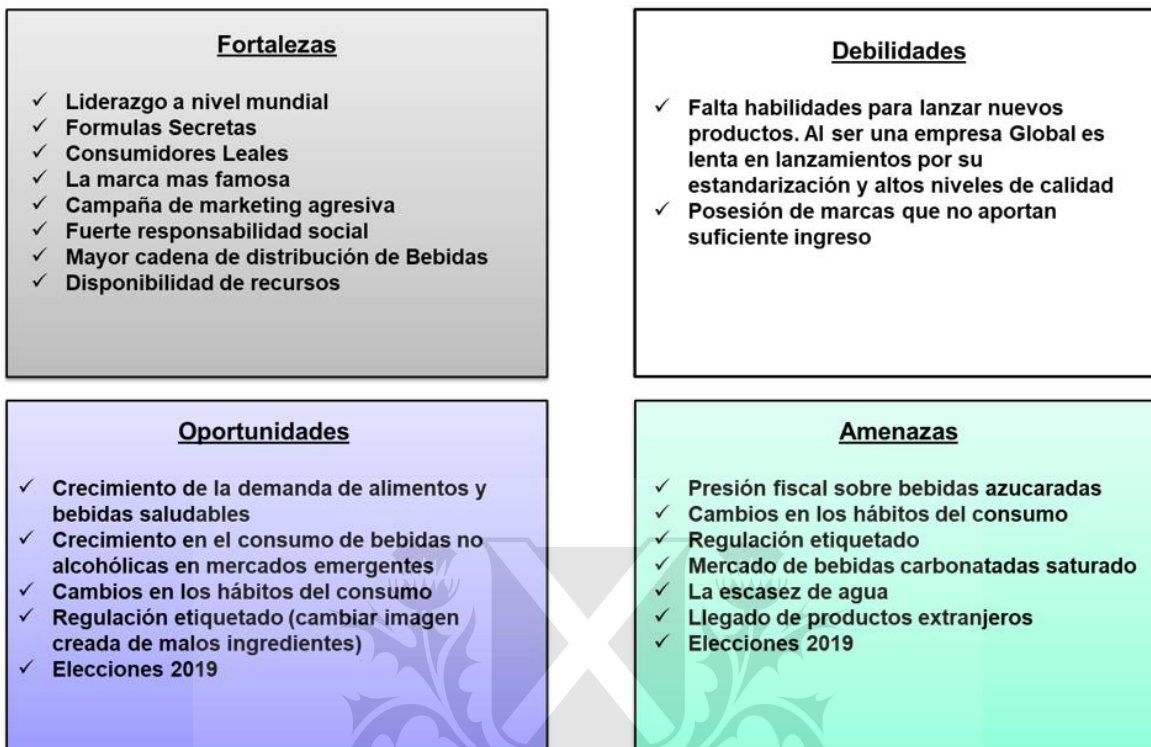 Fortalezas
✓ Liderazgo a nivel mundial
✓ Formulas Secretas
✓ Consumidores Leales
✓ La marca mas famosa
✓ Campaña de marketing agresiva
✓ Fuerte responsabilidad social
✓ Mayor cadena de distribución de Bebidas
✓ Disponibilidad de recursos
Debilidades
✓ Falta habilidades para lanzar nuevos
productos. Al ser una empresa Global es
lenta en lanzamientos por su
estandarización y altos niveles de calidad
✓ Posesión de marcas que no aportan
suficiente ingreso
Oportunidades
✓ Crecimiento de la demanda de alimentos y
bebidas saludables
✓ Crecimiento en el consumo de bebidas no
alcohólicas en mercados emergentes
✓ Cambios en los hábitos del consumo
✓ Regulación etiquetado (cambiar imagen
creada de malos ingredientes)
✓ Elecciones 2019
Amenazas
✓ Presión fiscal sobre bebidas azucaradas
✓ Cambios en los hábitos del consumo
✓ Regulación etiquetado
✓ Mercado de bebidas carbonatadas saturado
✓ La escasez de agua
✓ Llegado de productos extranjeros
✓ Elecciones 2019